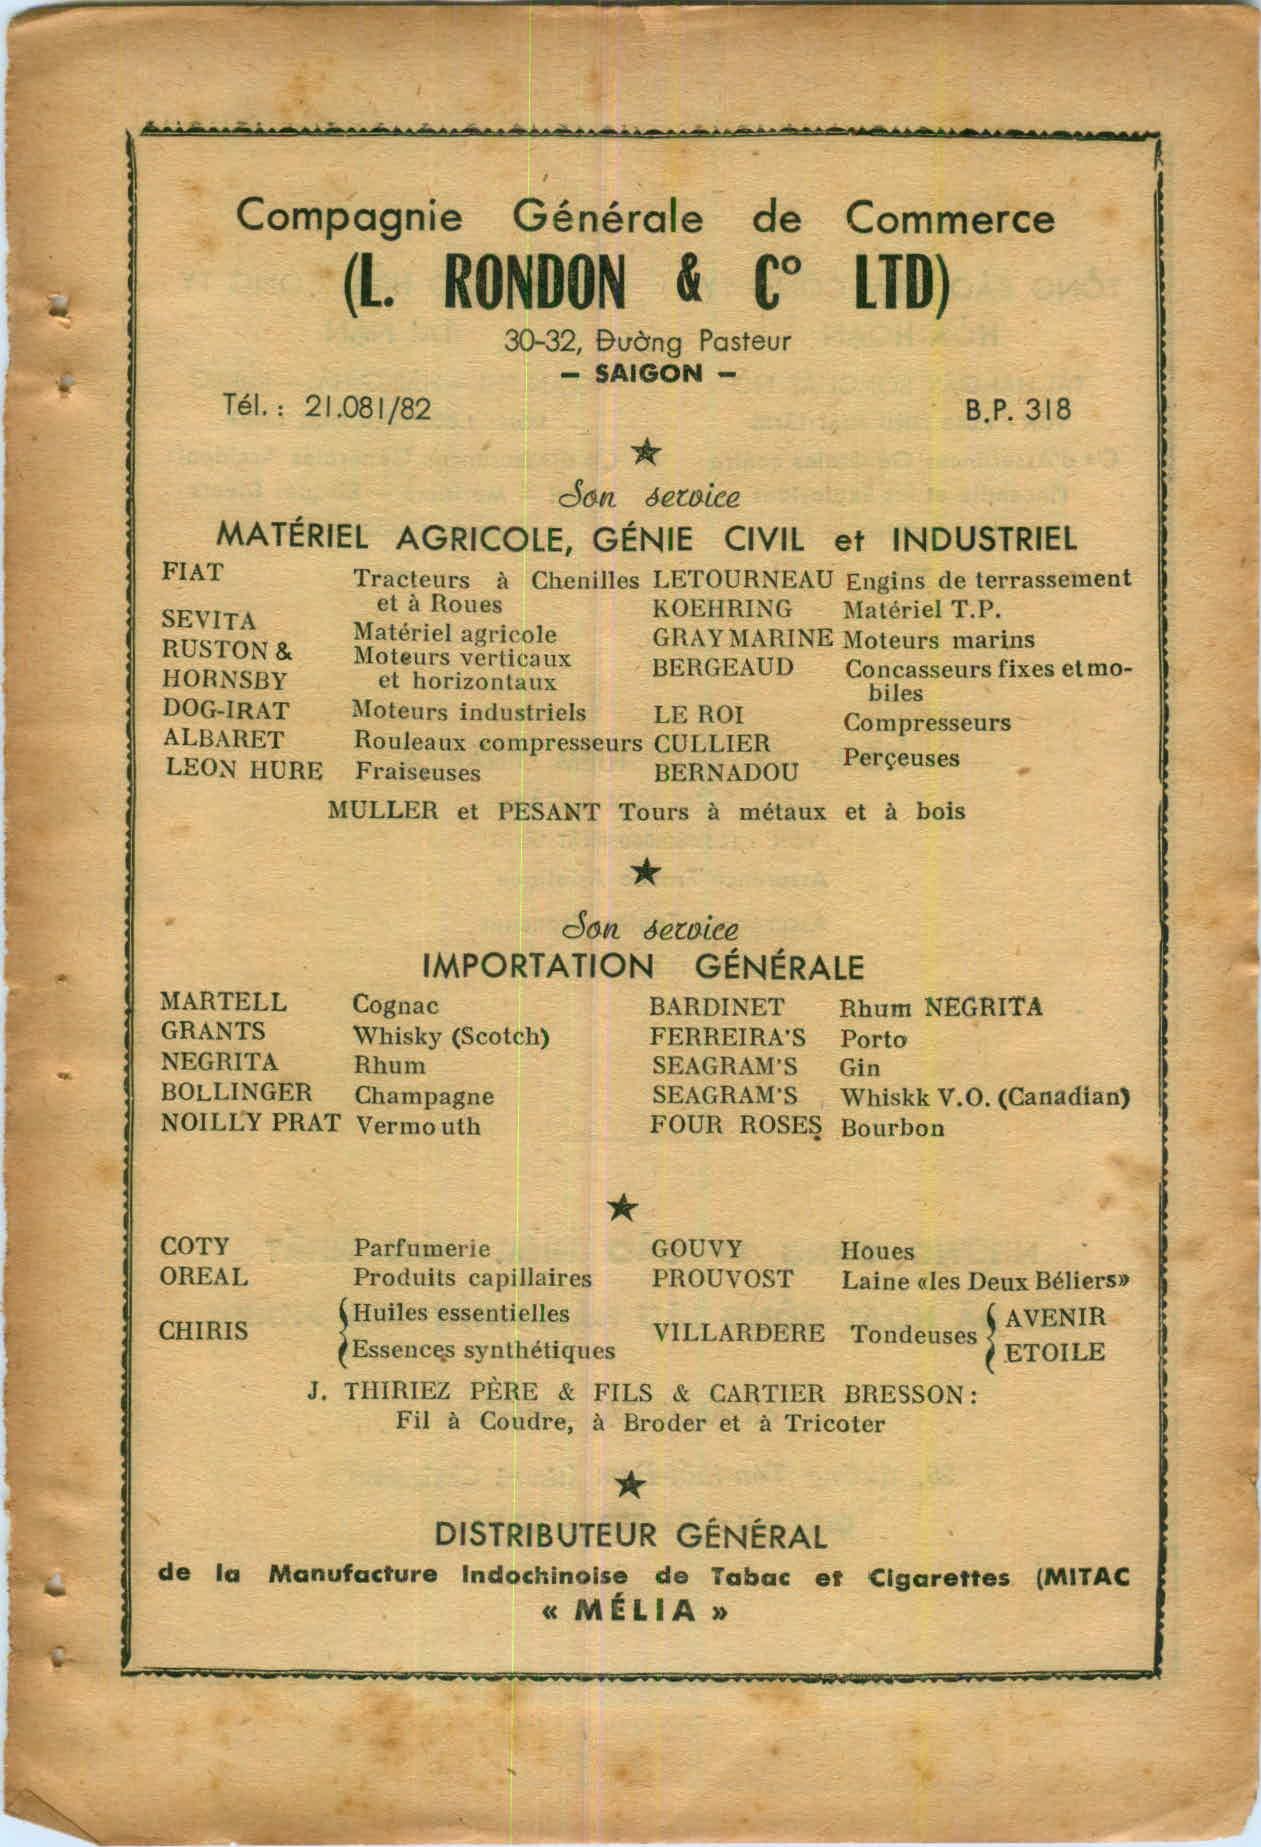 Compagnie Générale de Commerce
(L. RONDON & C° LTD)
30-32, Đường Pasteur
- SAIGON -
Tél. : 21.081/82 B.P. 318
Son service
MATÉRIEL AGRICOLE, GÉNIE CIVIL et INDUSTRIEL
FIAT Tracteurs à Chenilles
et à Roues
SEVITA Matériel agricole
RUSTON & Moteurs verticaux
HORNSBY et horizontaux
DOG-IRAT Moteurs industriels
ALBARET Rouleaux compresseurs
LEON HURE Fraiseuses
LETOURNEAU Engins de terrassement
KOEHRING Matériel T.P.
GRAY MARINE Moteurs marins
BERGEAUD Concasseurs fixes et mo-
biles
LE ROI Compresseurs
CULLIER Perçeuses
BERNADOU
MULLER et PESANT Tours à métaux et à bois
Son service
IMPORTATION GÉNÉRALE
MARTELL Cognac
GRANTS Whisky (Scotch)
NEGRITA Rhum
BOLLINGER Champagne
NOILLY PRAT Vermouth
BARDINET Rhum NEGRITA
FERREIRA'S Porto
SEAGRAM'S Gin
SEAGRAM'S Whiskk V.O. (Canadian)
FOUR ROSES Bourbon
COTY Parfumerie
OREAL Produits capillaires
CHIRIS { Huiles essentielles
{ Essences synthétiques
GOUVY Houes
PROUVOST Laine «les Deux Béliers»
VILLARDERE Tondeuses { AVENIR
{ ETOILE
J. THIRIEZ PÈRE & FILS & CARTIER BRESSON :
Fil à Coudre, à Broder et à Tricoter
DISTRIBUTEUR GÉNÉRAL
de la Manufacture Indochinoise de Tabac et Cigarettes (MITAC
« MÉLIA »